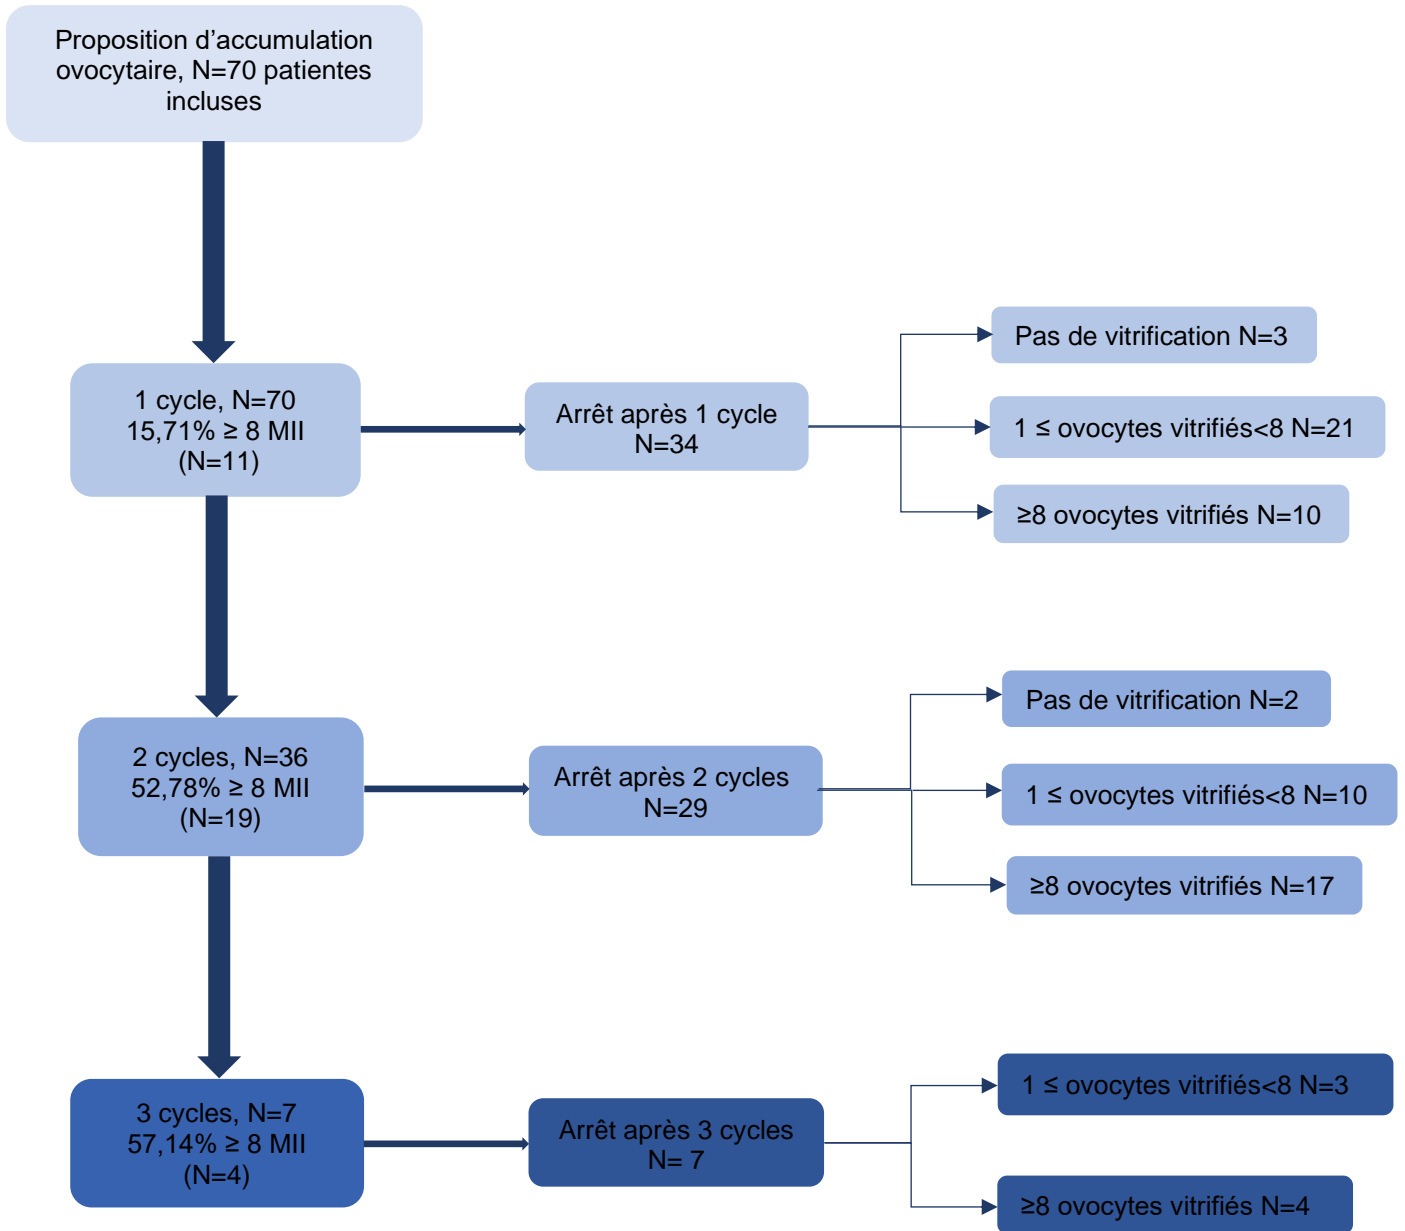 Proposition d’accumulation
ovocytaire, N=70 patientes
incluses
1 cycle, N=70
15,71% ≥ 8 MII
(N=11)
Arrêt après 1 cycle
N=34
Pas de vitrification N=3
1 ≤ ovocytes vitrifiés<8 N=21
≥8 ovocytes vitrifiés N=10
2 cycles, N=36
52,78% ≥ 8 MII
(N=19)
Arrêt après 2 cycles
N=29
Pas de vitrification N=2
1 ≤ ovocytes vitrifiés<8 N=10
≥8 ovocytes vitrifiés N=17
3 cycles, N=7
57,14% ≥ 8 MII
(N=4)
Arrêt après 3 cycles
N= 7
1 ≤ ovocytes vitrifiés<8 N=3
≥8 ovocytes vitrifiés N=4